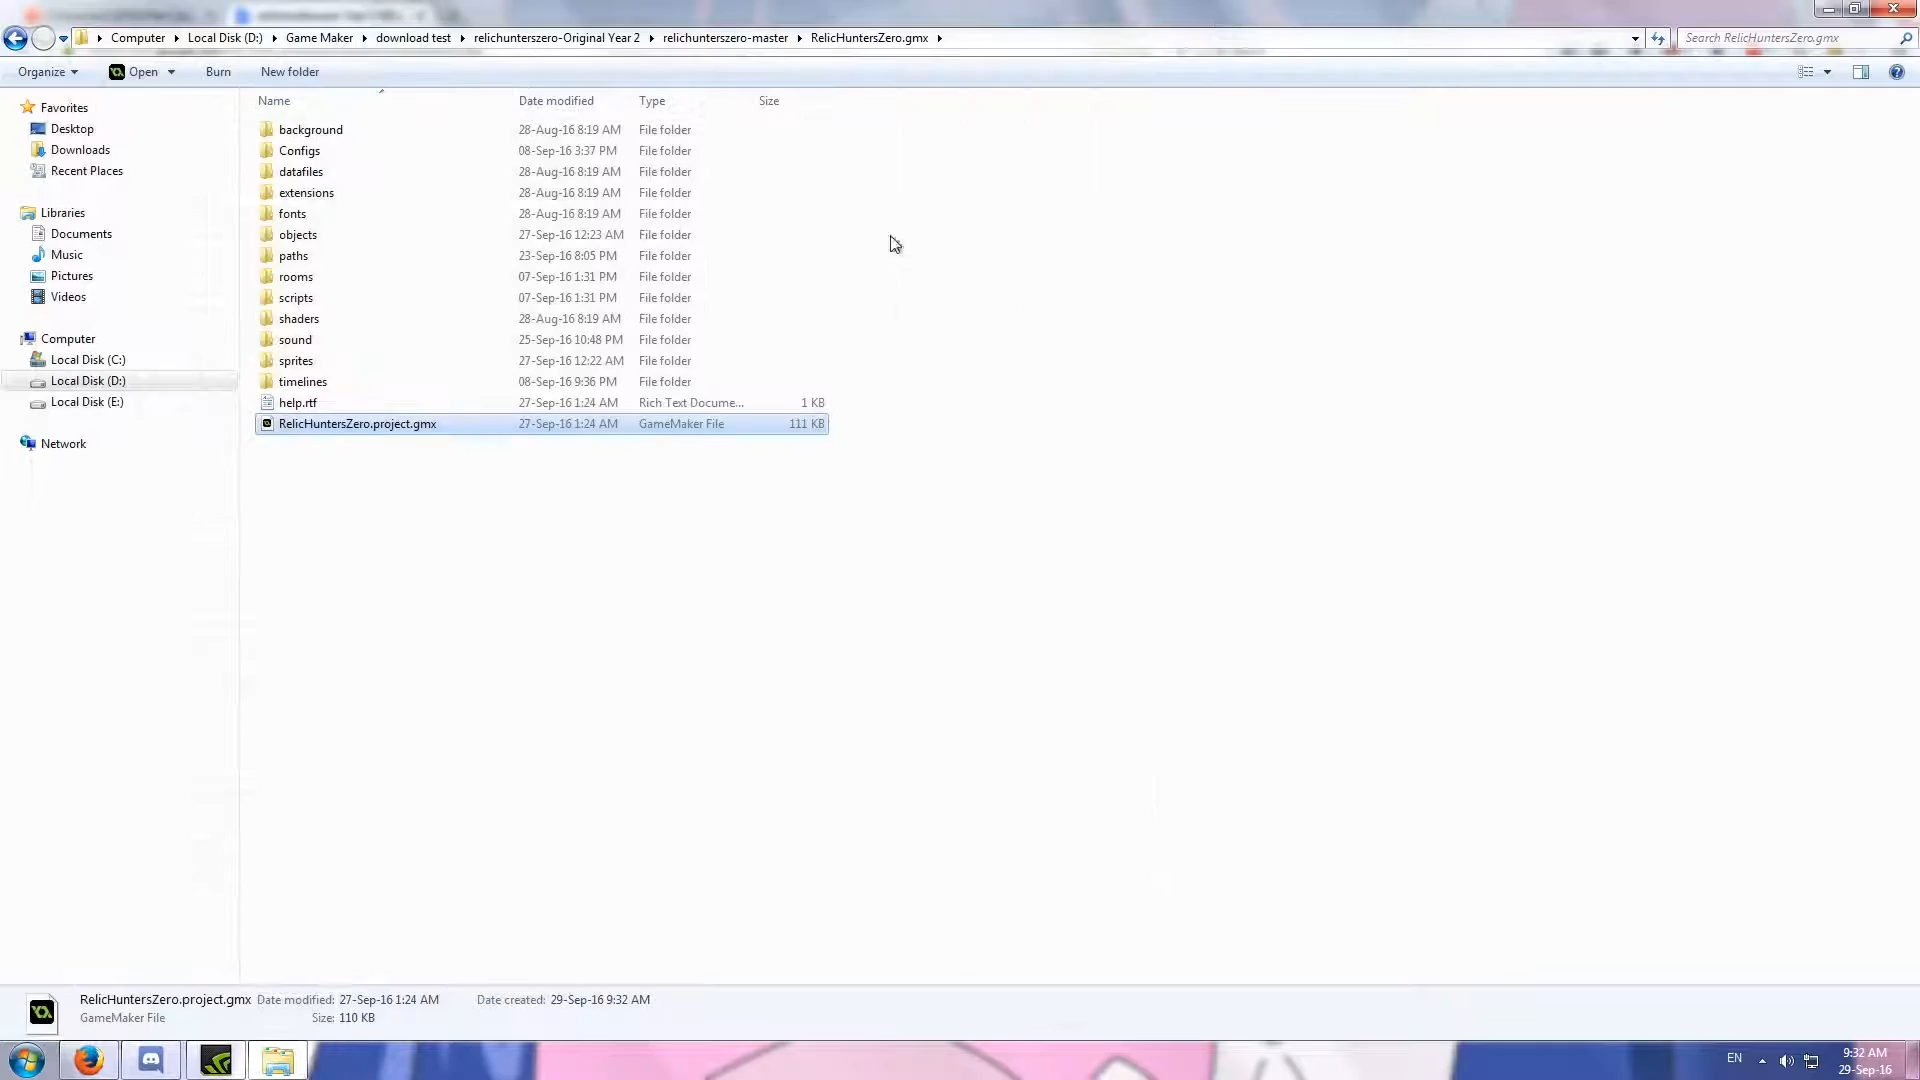 Computer Local Disk (D:) Game Maker download test relichunterszero-Original Year 2 relichunterszero-master RelicHuntersZero.gmx Search RelicHuntersZero.gmx
Organize Open Burn New folder
Name Date modified Type Size
Favorites
Desktop
Downloads
Recent Places
Libraries
Documents
Music
Pictures
Videos
Computer
Local Disk (C:)
Local Disk (D:)
Local Disk (E:)
Network
background 28-Aug-16 8:19 AM File folder
Configs 08-Sep-16 3:37 PM File folder
datafiles 28-Aug-16 8:19 AM File folder
extensions 28-Aug-16 8:19 AM File folder
fonts 28-Aug-16 8:19 AM File folder
objects 27-Sep-16 12:23 AM File folder
paths 23-Sep-16 8:05 PM File folder
rooms 07-Sep-16 1:31 PM File folder
scripts 07-Sep-16 1:31 PM File folder
shaders 28-Aug-16 8:19 AM File folder
sound 25-Sep-16 10:48 PM File folder
sprites 27-Sep-16 12:22 AM File folder
timelines 08-Sep-16 9:36 PM File folder
help.rtf 27-Sep-16 1:24 AM Rich Text Docume... 1 KB
RelicHuntersZero.project.gmx 27-Sep-16 1:24 AM GameMaker File 111 KB
RelicHuntersZero.project.gmx Date modified: 27-Sep-16 1:24 AM Date created: 29-Sep-16 9:32 AM
GameMaker File Size: 110 KB
EN 9:32 AM
29-Sep-16